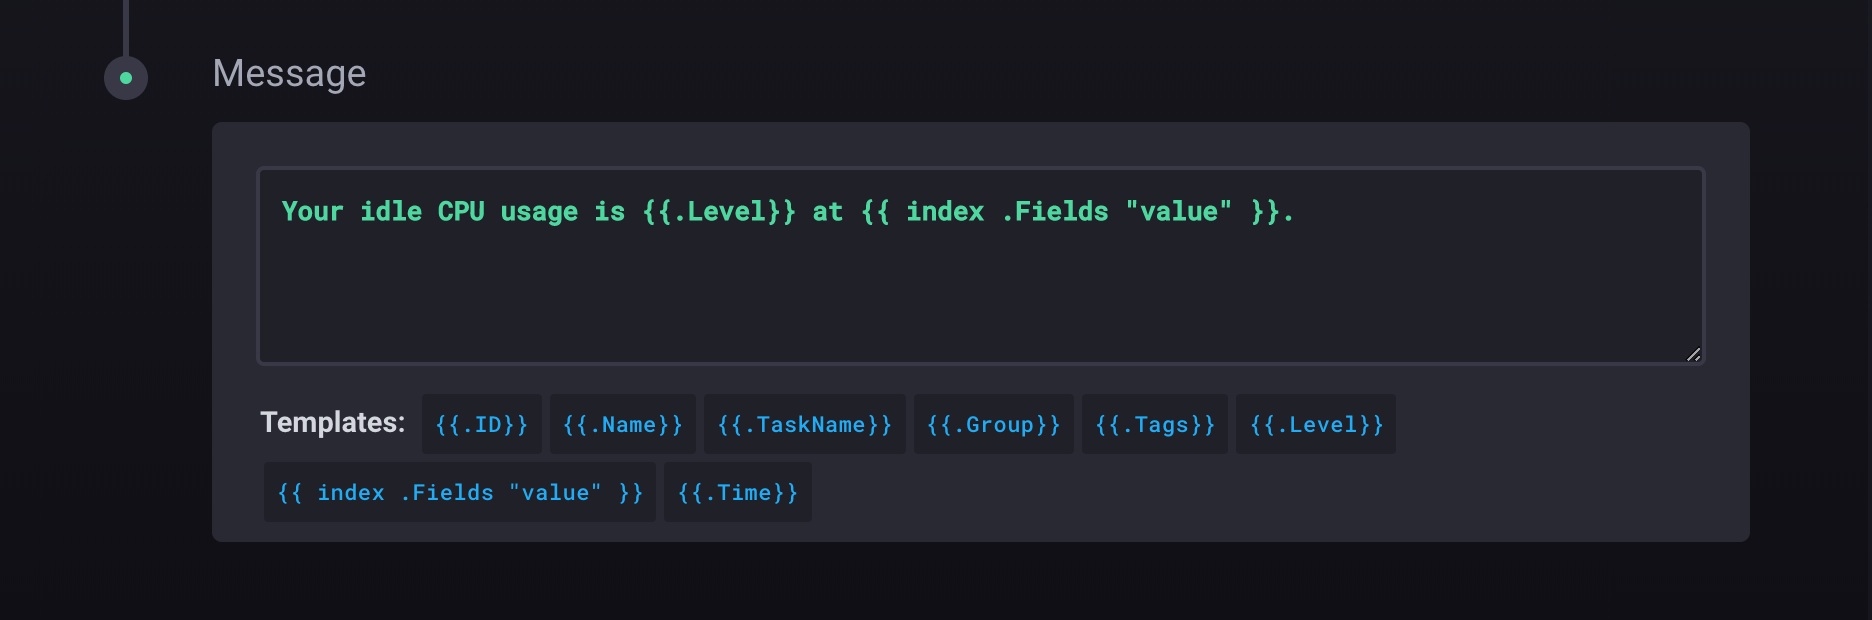 Message
Your idle CPU usage is {{.Level}} at {{ index .Fields "value" }}.
Templates: {{.ID}} {{.Name}} {{.TaskName}} {{.Group}} {{.Tags}} {{.Level}}
{{ index .Fields "value" }} {{.Time}}